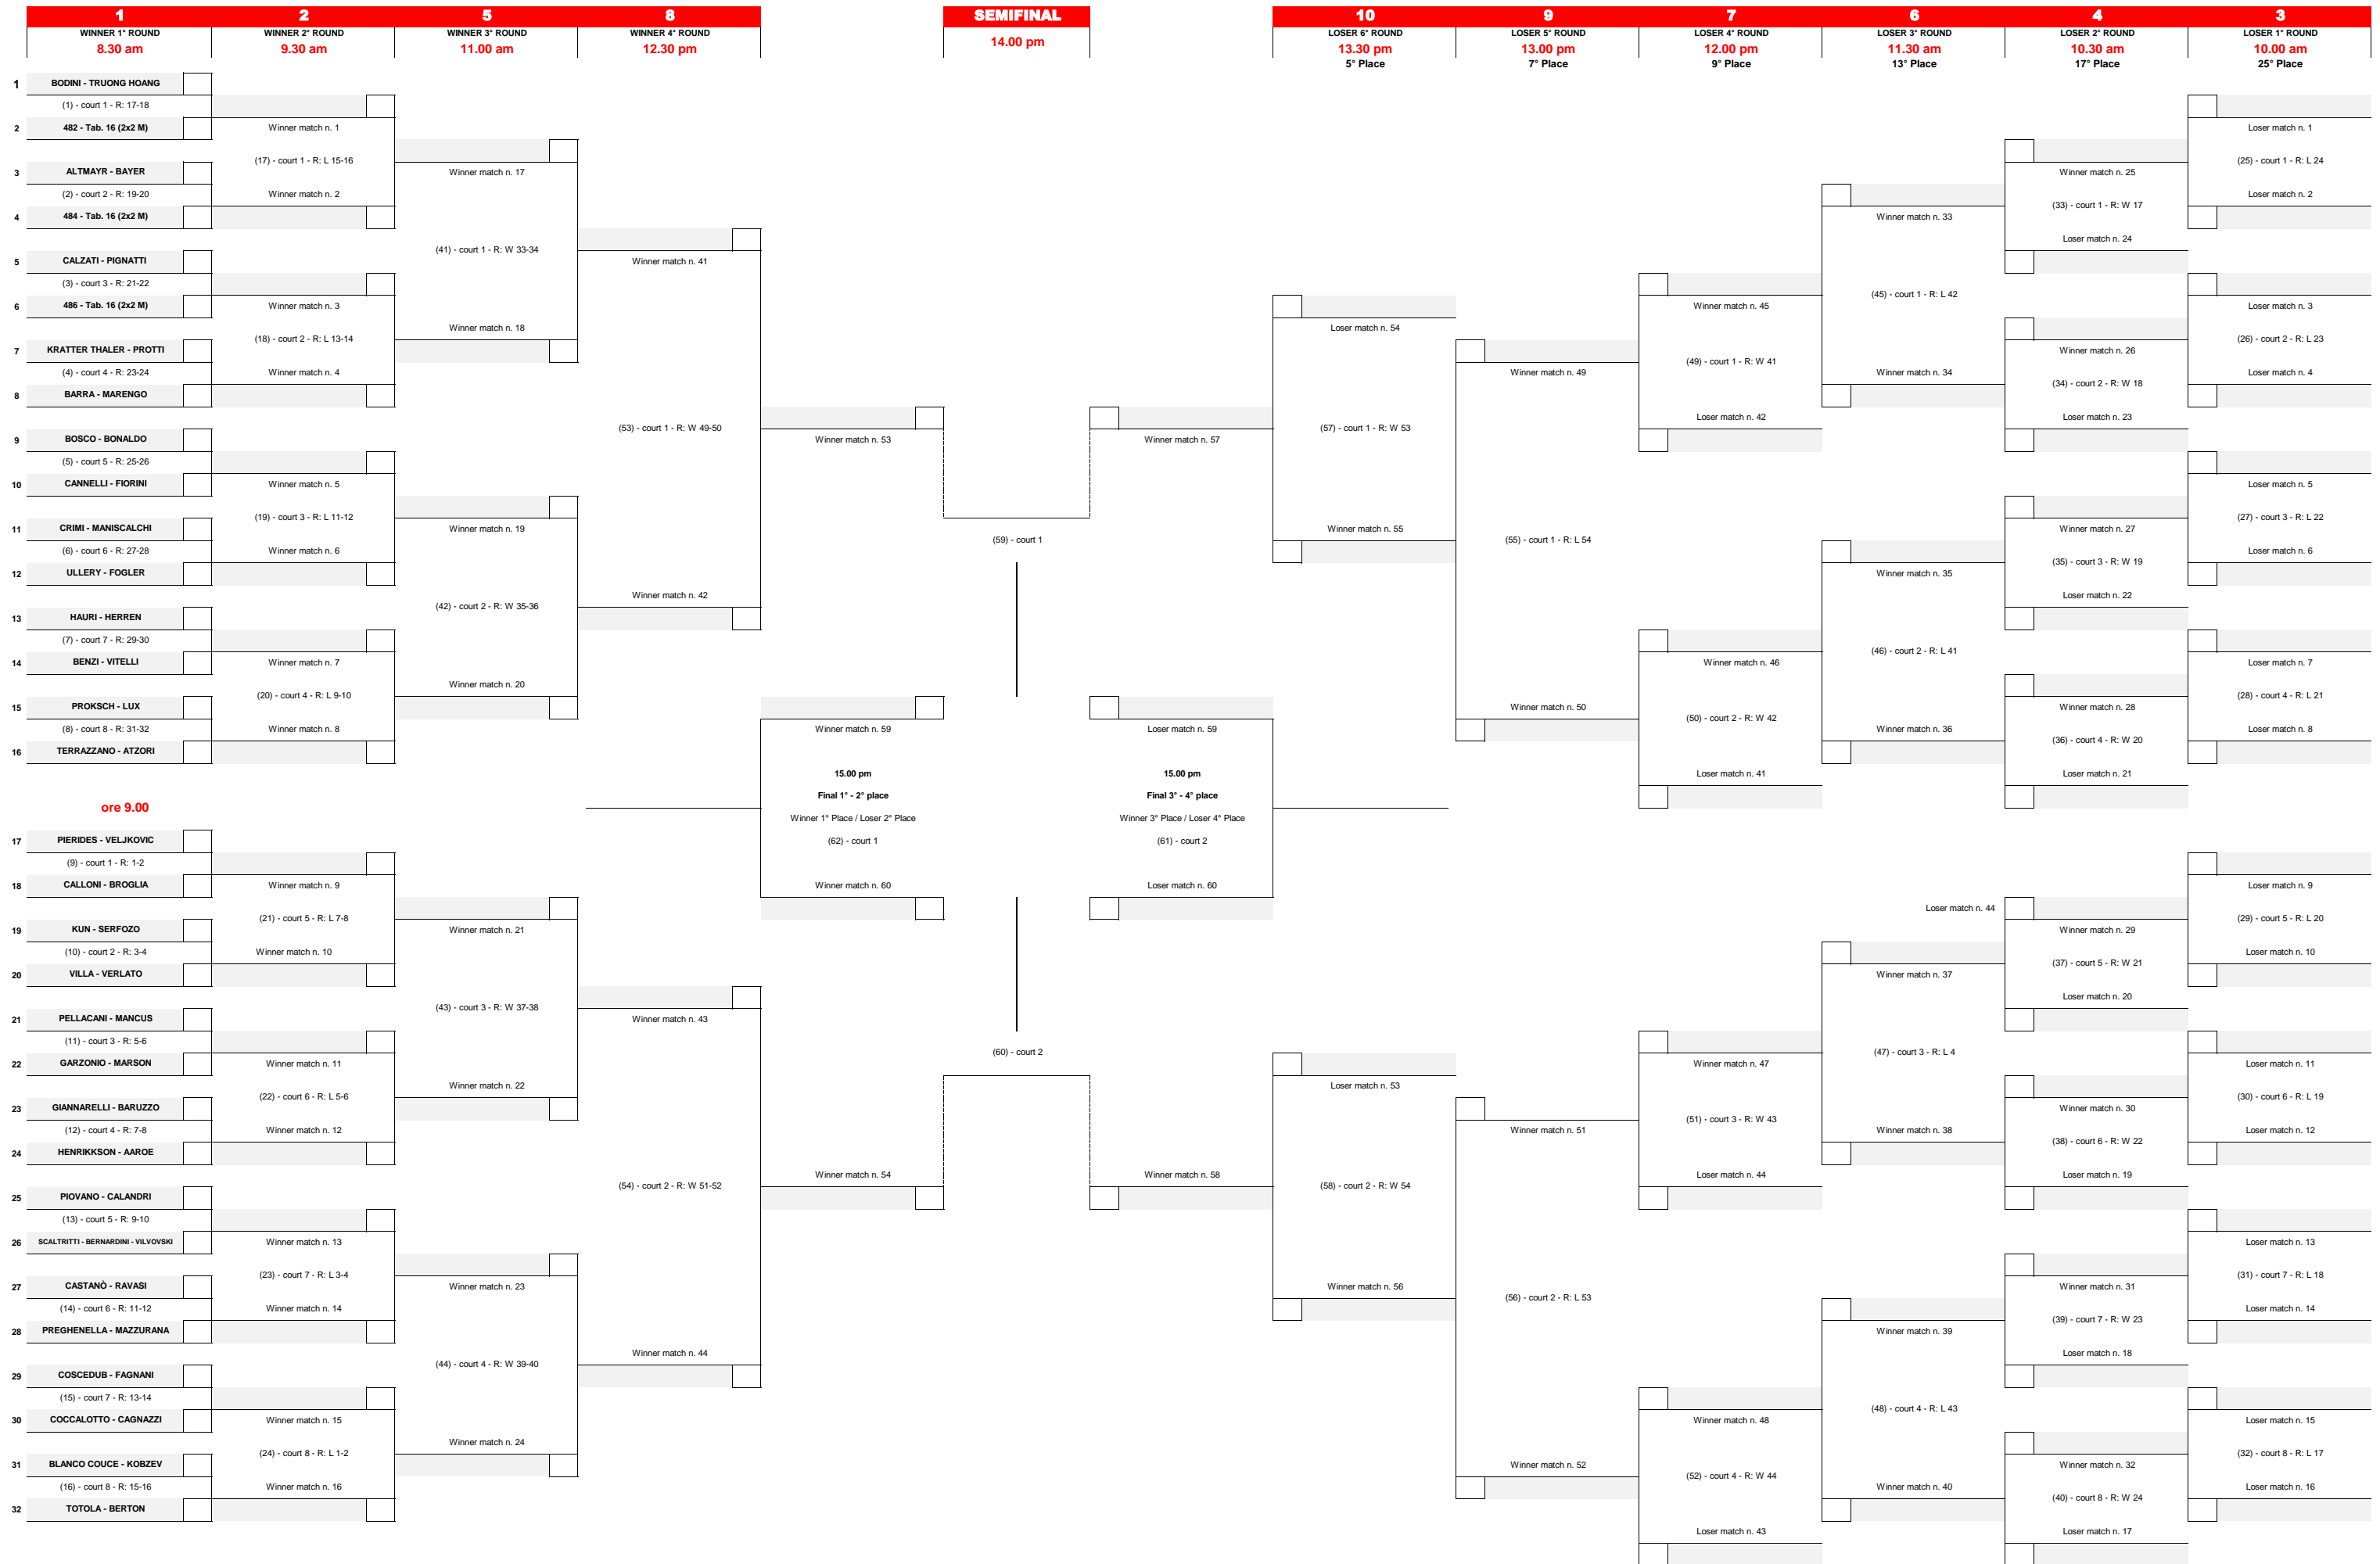 1 2 5 8 SEMIFINAL 10 9 7 6 4 3
WINNER 1° ROUND WINNER 2° ROUND WINNER 3° ROUND WINNER 4° ROUND LOSER 6° ROUND LOSER 5° ROUND LOSER 4° ROUND LOSER 3° ROUND LOSER 2° ROUND LOSER 1° ROUND
8.30 am 9.30 am 11.00 am 12.30 pm 14.00 pm 13.30 pm 13.00 pm 12.00 pm 11.30 am 10.30 am 10.00 am
5° Place 7° Place 9° Place 13° Place 17° Place 25° Place
1 BODINI - TRUONG HOANG
(1) - court 1 - R: 17-18
2 482 - Tab. 16 (2x2 M)
3 ALTMAYR - BAYER
(2) - court 2 - R: 19-20
4 484 - Tab. 16 (2x2 M)
5 CALZATI - PIGNATTI
(3) - court 3 - R: 21-22
6 486 - Tab. 16 (2x2 M)
7 KRATTER THALER - PROTTI
(4) - court 4 - R: 23-24
8 BARRA - MARENGO
9 BOSCO - BONALDO
(5) - court 5 - R: 25-26
10 CANNELLI - FIORINI
11 CRIMI - MANISCALCHI
(6) - court 6 - R: 27-28
12 ULLERY - FOGLER
13 HAURI - HERREN
(7) - court 7 - R: 29-30
14 BENZI - VITELLI
15 PROKSCH - LUX
(8) - court 8 - R: 31-32
16 TERRAZZANO - ATZORI
ore 9.00
17 PIERIDES - VELJKOVIC
(9) - court 1 - R: 1-2
18 CALLONI - BROGLIA
19 KUN - SERFOZO
(10) - court 2 - R: 3-4
20 VILLA - VERLATO
21 PELLACANI - MANCUS
(11) - court 3 - R: 5-6
22 GARZONIO - MARSON
23 GIANNARELLI - BARUZZO
(12) - court 4 - R: 7-8
24 HENRIKKSON - AAROE
25 PIOVANO - CALANDRI
(13) - court 5 - R: 9-10
26 SCALTRITTI - BERNARDINI - VILVOVSKI
27 CASTANÒ - RAVASI
(14) - court 6 - R: 11-12
28 PREGHENELLA - MAZZURANA
29 COSCEDUB - FAGNANI
(15) - court 7 - R: 13-14
30 COCCALOTTO - CAGNAZZI
31 BLANCO COUCE - KOBZEV
(16) - court 8 - R: 15-16
32 TOTOLA - BERTON
Winner match n. 1
(17) - court 1 - R: L 15-16
Winner match n. 2
Winner match n. 3
(18) - court 2 - R: L 13-14
Winner match n. 4
Winner match n. 5
(19) - court 3 - R: L 11-12
Winner match n. 6
Winner match n. 7
(20) - court 4 - R: L 9-10
Winner match n. 8
Winner match n. 9
(21) - court 5 - R: L 7-8
Winner match n. 10
Winner match n. 11
(22) - court 6 - R: L 5-6
Winner match n. 12
Winner match n. 13
(23) - court 7 - R: L 3-4
Winner match n. 14
Winner match n. 15
(24) - court 8 - R: L 1-2
Winner match n. 16
Winner match n. 17
(41) - court 1 - R: W 33-34
Winner match n. 18
Winner match n. 19
(42) - court 2 - R: W 35-36
Winner match n. 20
Winner match n. 21
(43) - court 3 - R: W 37-38
Winner match n. 22
Winner match n. 23
(44) - court 4 - R: W 39-40
Winner match n. 24
Winner match n. 41
(53) - court 1 - R: W 49-50
Winner match n. 42
Winner match n. 43
(54) - court 2 - R: W 51-52
Winner match n. 44
Winner match n. 53
Winner match n. 59
15.00 pm
Final 1° - 2° place
Winner 1° Place / Loser 2° Place
(62) - court 1
Winner match n. 60
Winner match n. 54
(59) - court 1
(60) - court 2
Winner match n. 57
Loser match n. 59
15.00 pm
Final 3° - 4° place
Winner 3° Place / Loser 4° Place
(61) - court 2
Loser match n. 60
Winner match n. 58
Loser match n. 54
(57) - court 1 - R: W 53
Winner match n. 55
Loser match n. 53
(58) - court 2 - R: W 54
Winner match n. 56
Winner match n. 49
(55) - court 1 - R: L 54
Winner match n. 50
Winner match n. 51
(56) - court 2 - R: L 53
Winner match n. 52
Winner match n. 45
(49) - court 1 - R: W 41
Loser match n. 42
Winner match n. 46
(50) - court 2 - R: W 42
Loser match n. 41
Winner match n. 47
(51) - court 3 - R: W 43
Loser match n. 44
Winner match n. 48
(52) - court 4 - R: W 44
Loser match n. 43
Winner match n. 33
(45) - court 1 - R: L 42
Winner match n. 34
Winner match n. 35
(46) - court 2 - R: L 41
Winner match n. 36
Loser match n. 44
Winner match n. 37
(47) - court 3 - R: L 4
Winner match n. 38
Winner match n. 39
(48) - court 4 - R: L 43
Winner match n. 40
Winner match n. 25
(33) - court 1 - R: W 17
Loser match n. 24
Winner match n. 26
(34) - court 2 - R: W 18
Loser match n. 23
Winner match n. 27
(35) - court 3 - R: W 19
Loser match n. 22
Winner match n. 28
(36) - court 4 - R: W 20
Loser match n. 21
Winner match n. 29
(37) - court 5 - R: W 21
Loser match n. 20
Winner match n. 30
(38) - court 6 - R: W 22
Loser match n. 19
Winner match n. 31
(39) - court 7 - R: W 23
Loser match n. 18
Winner match n. 32
(40) - court 8 - R: W 24
Loser match n. 17
Loser match n. 1
(25) - court 1 - R: L 24
Loser match n. 2
Loser match n. 3
(26) - court 2 - R: L 23
Loser match n. 4
Loser match n. 5
(27) - court 3 - R: L 22
Loser match n. 6
Loser match n. 7
(28) - court 4 - R: L 21
Loser match n. 8
Loser match n. 9
(29) - court 5 - R: L 20
Loser match n. 10
Loser match n. 11
(30) - court 6 - R: L 19
Loser match n. 12
Loser match n. 13
(31) - court 7 - R: L 18
Loser match n. 14
Loser match n. 15
(32) - court 8 - R: L 17
Loser match n. 16